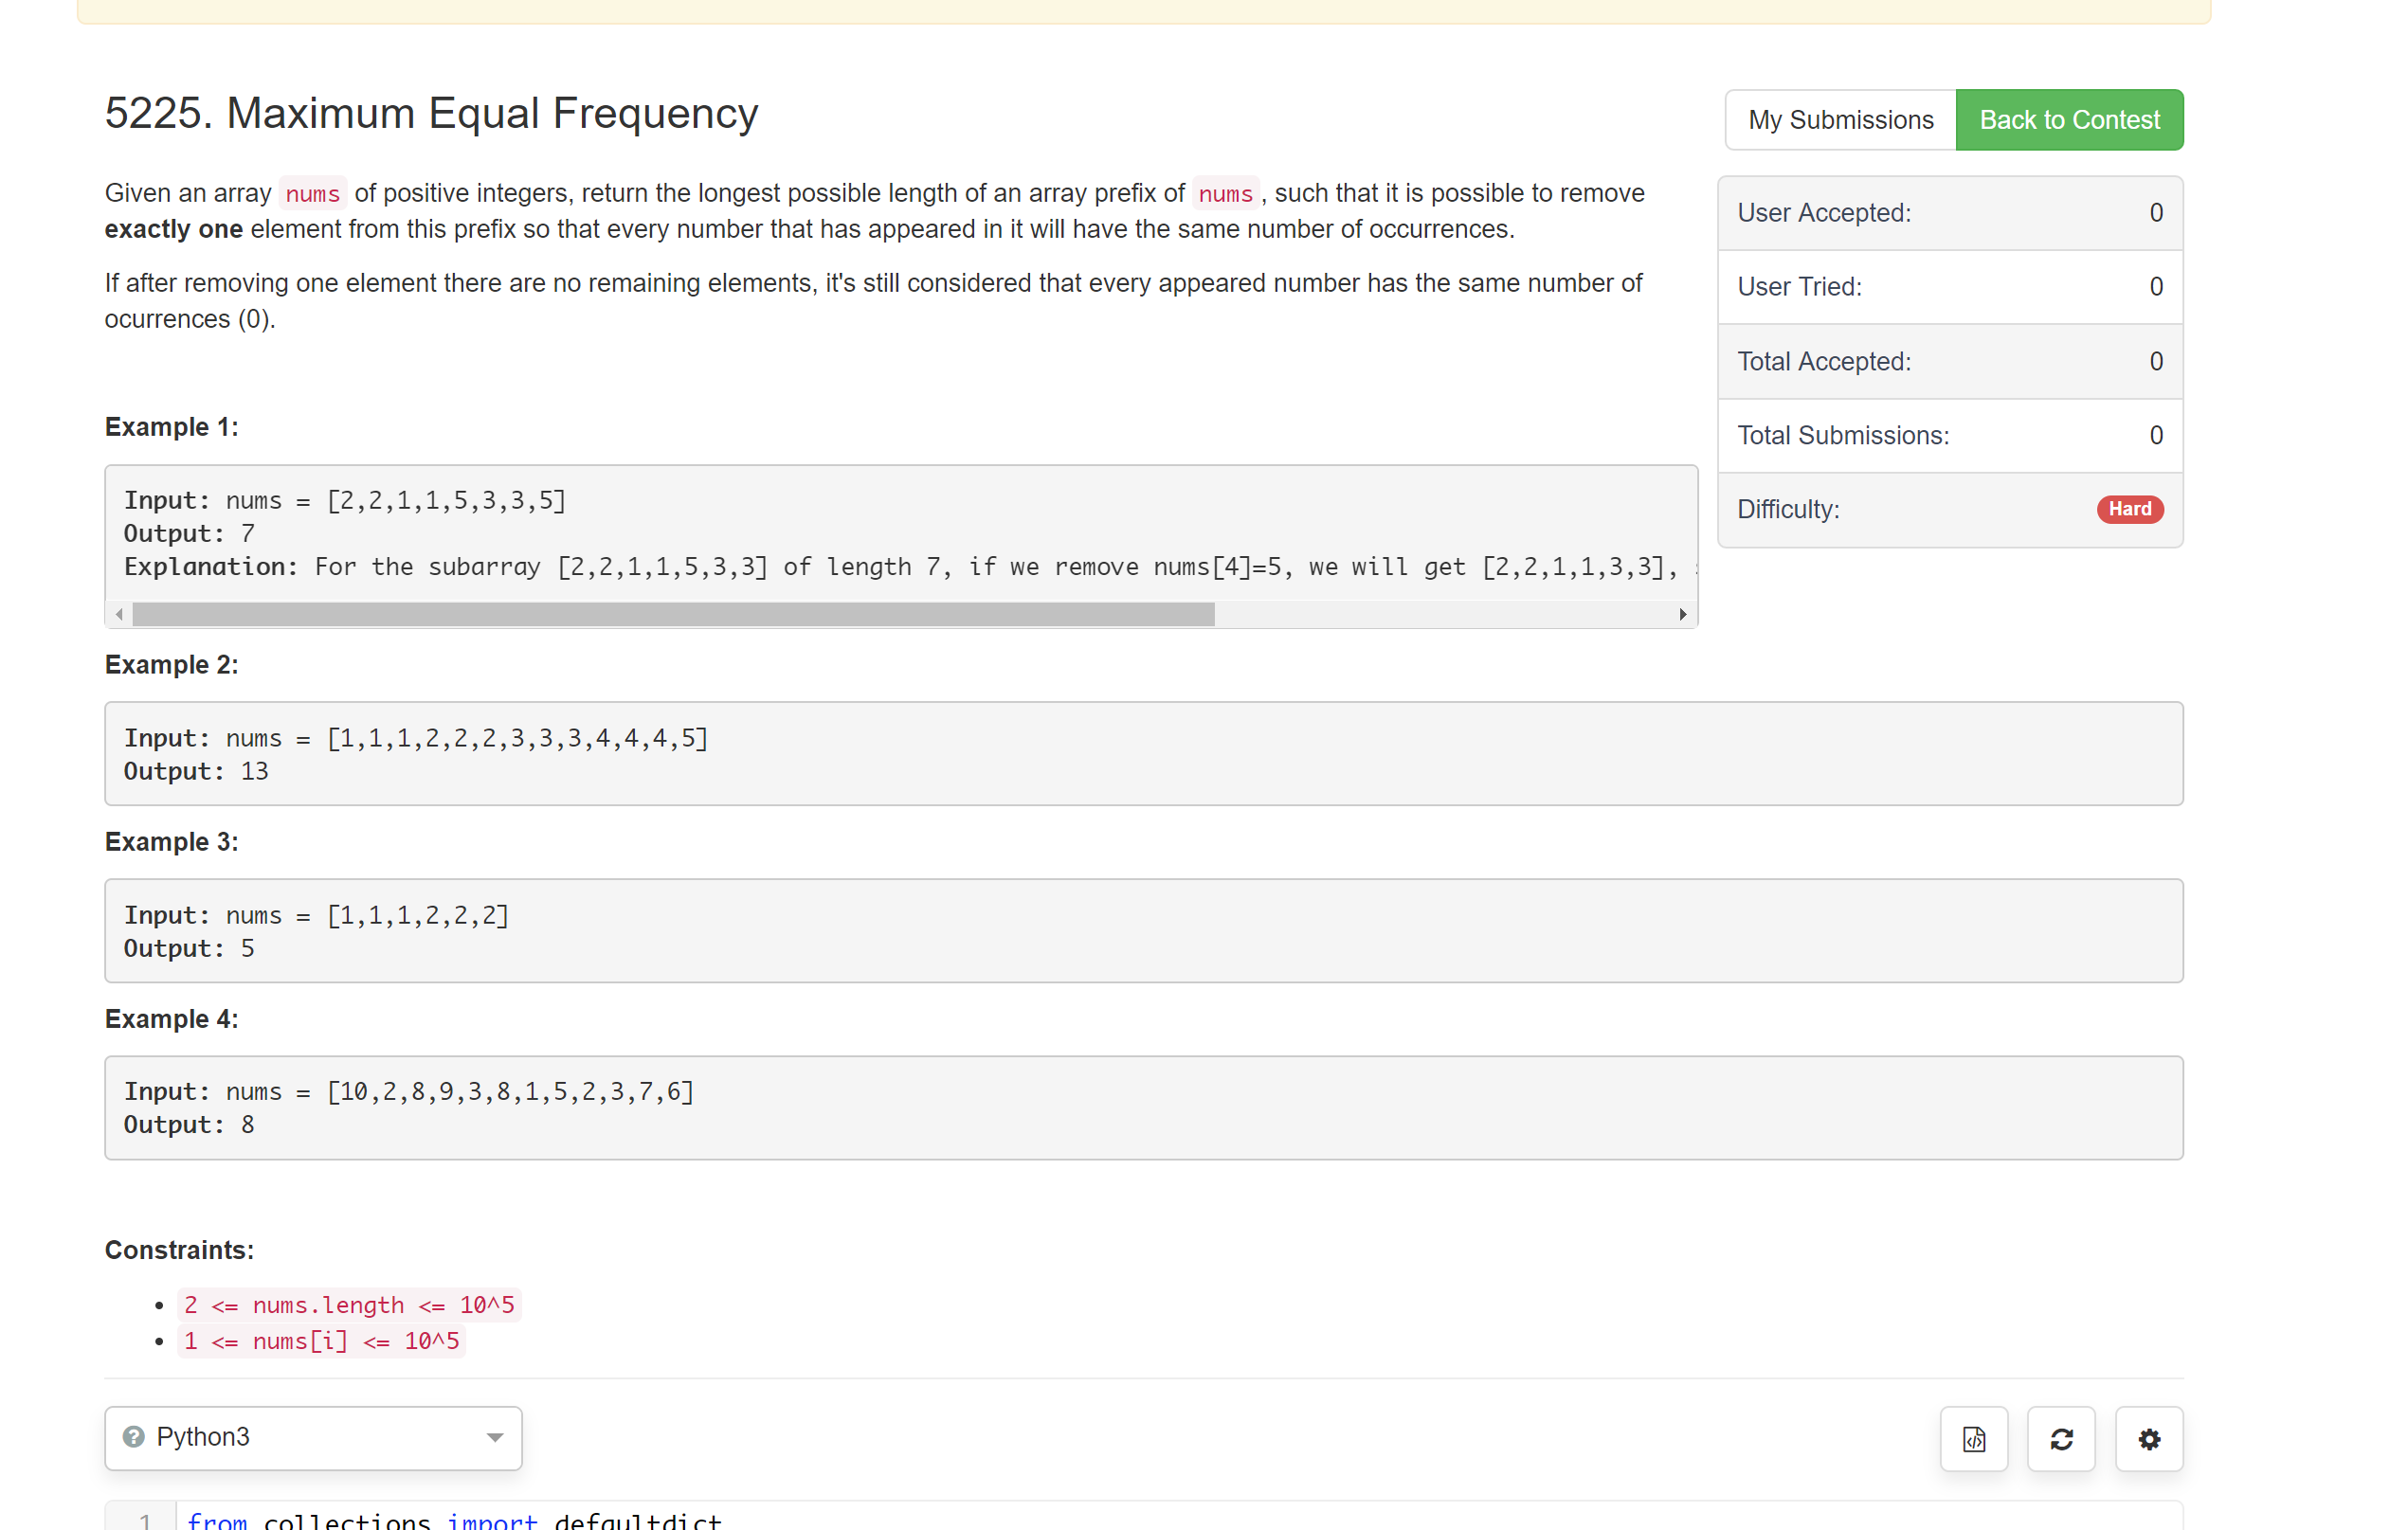 5225. Maximum Equal Frequency
My Submissions
Back to Contest
Given an array nums of positive integers, return the longest possible length of an array prefix of nums , such that it is possible to remove
exactly one element from this prefix so that every number that has appeared in it will have the same number of occurrences.
If after removing one element there are no remaining elements, it's still considered that every appeared number has the same number of
ocurrences (0).
User Accepted: 0
User Tried: 0
Total Accepted: 0
Total Submissions: 0
Difficulty: Hard
Example 1:
Input: nums = [2,2,1,1,5,3,3,5]
Output: 7
Explanation: For the subarray [2,2,1,1,5,3,3] of length 7, if we remove nums[4]=5, we will get [2,2,1,1,3,3],
Example 2:
Input: nums = [1,1,1,2,2,2,3,3,3,4,4,4,5]
Output: 13
Example 3:
Input: nums = [1,1,1,2,2,2]
Output: 5
Example 4:
Input: nums = [10,2,8,9,3,8,1,5,2,3,7,6]
Output: 8
Constraints:
2 <= nums.length <= 10^5
1 <= nums[i] <= 10^5
Python3
1 from collections import defaultdict